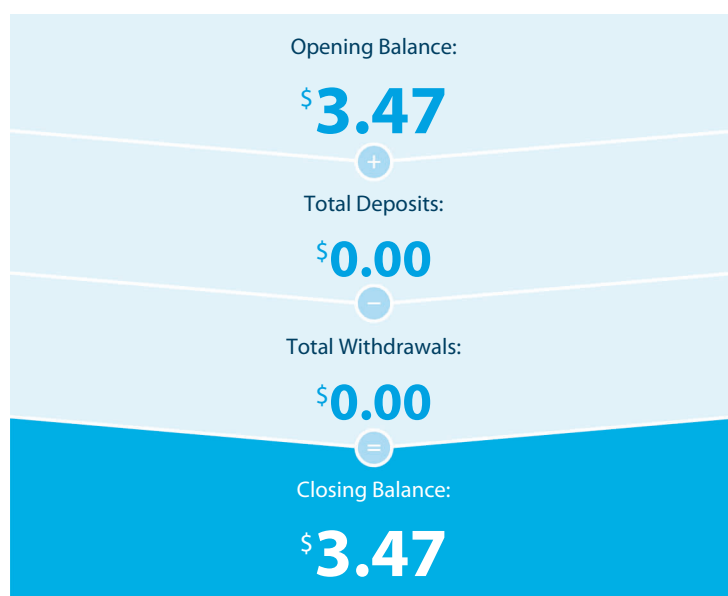 Opening Balance:
$3.47
+
Total Deposits:
$0.00
−
Total Withdrawals:
$0.00
=
Closing Balance:
$3.47